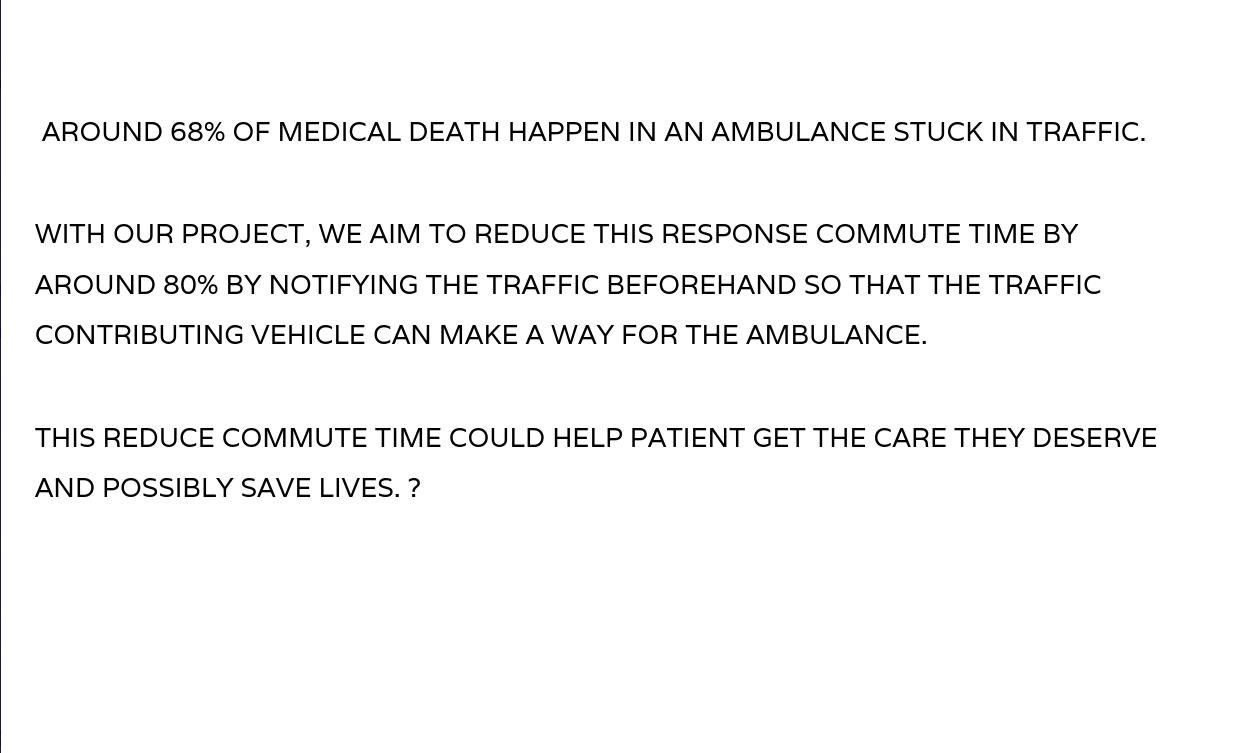 AROUND 68% OF MEDICAL DEATH HAPPEN IN AN AMBULANCE STUCK IN TRAFFIC.
WITH OUR PROJECT, WE AIM TO REDUCE THIS RESPONSE COMMUTE TIME BY
AROUND 80% BY NOTIFYING THE TRAFFIC BEFOREHAND SO THAT THE TRAFFIC
CONTRIBUTING VEHICLE CAN MAKE A WAY FOR THE AMBULANCE.
THIS REDUCE COMMUTE TIME COULD HELP PATIENT GET THE CARE THEY DESERVE
AND POSSIBLY SAVE LIVES. ?